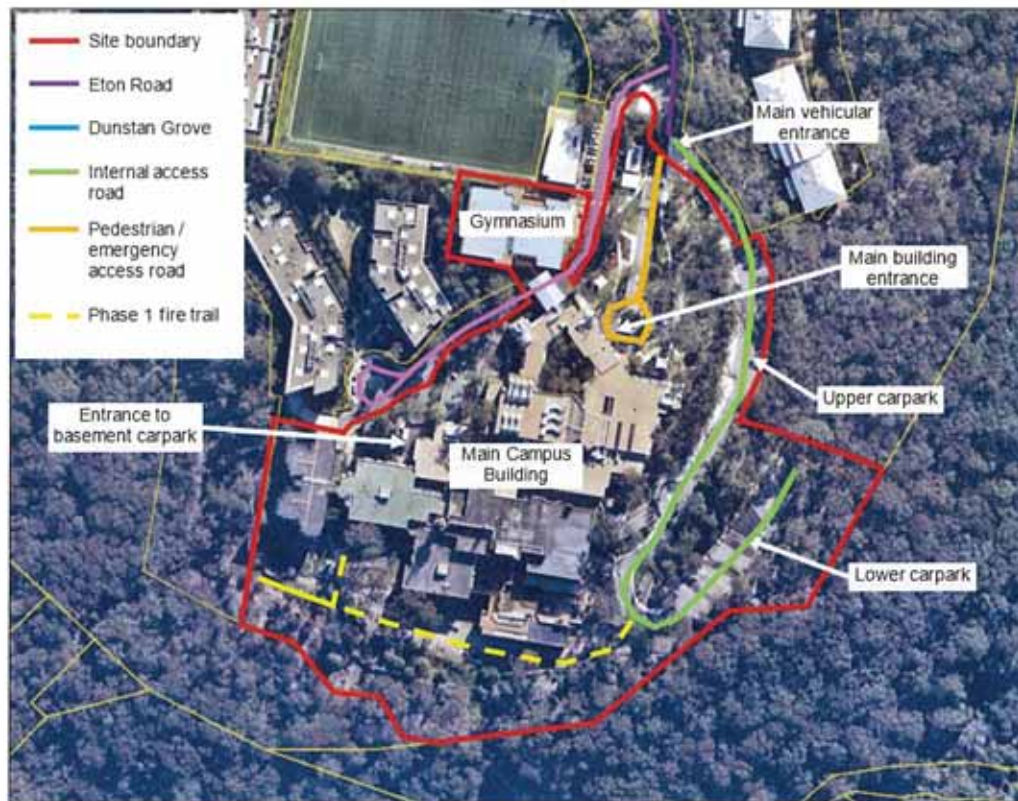 Site boundary
Eton Road
Dunstan Grove
Internal access
road
Pedestrian /
emergency
access road
Phase 1 fire trail
Main vehicular
entrance
Gymnasium
Main building
entrance
Upper carpark
Entrance to
basement carpark
Main Campus
Building
Lower carpark